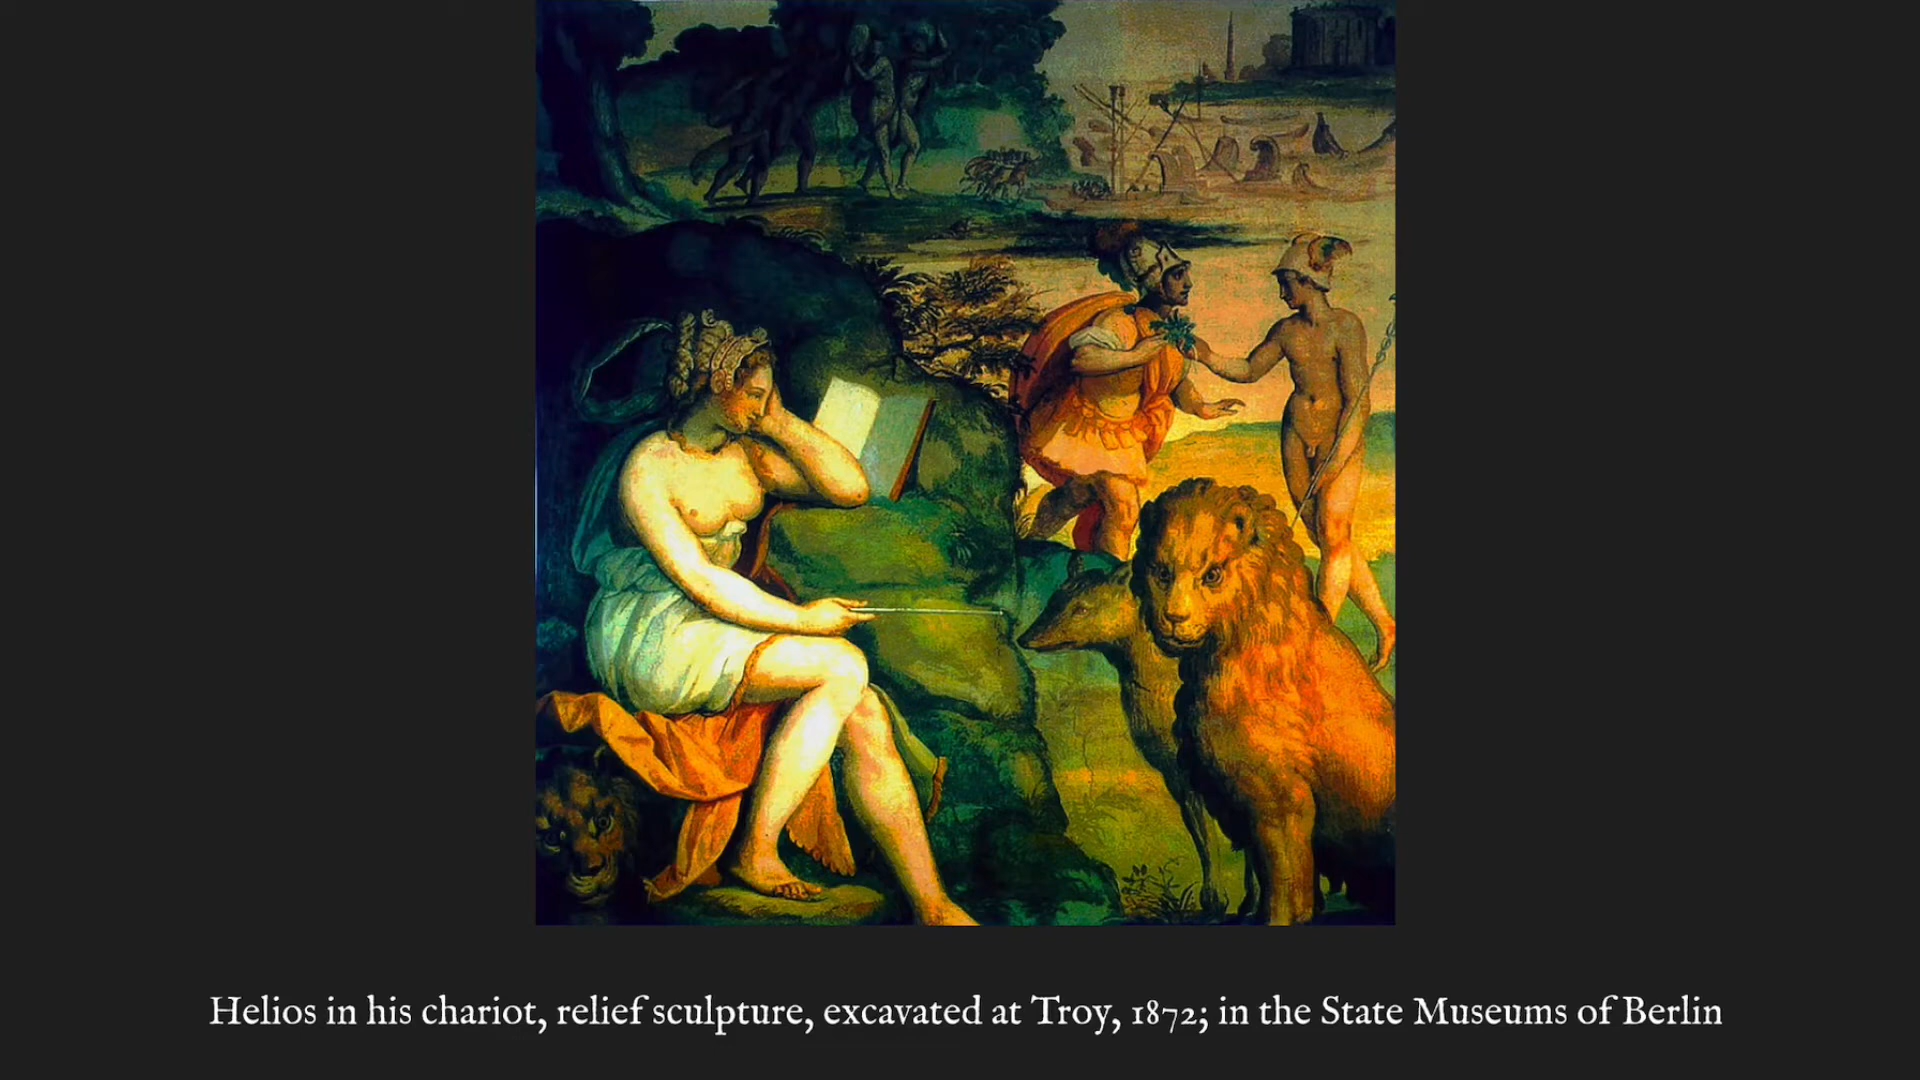 Helios in his chariot, relief sculpture, excavated at Troy, 1872; in the State Museums of Berlin